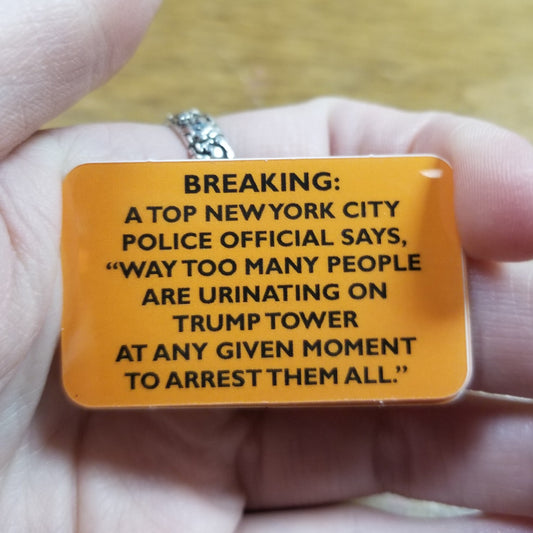 BREAKING:
A TOP NEW YORK CITY
POLICE OFFICIAL SAYS,
“WAY TOO MANY PEOPLE
ARE URINATING ON
TRUMP TOWER
AT ANY GIVEN MOMENT
TO ARREST THEM ALL.”